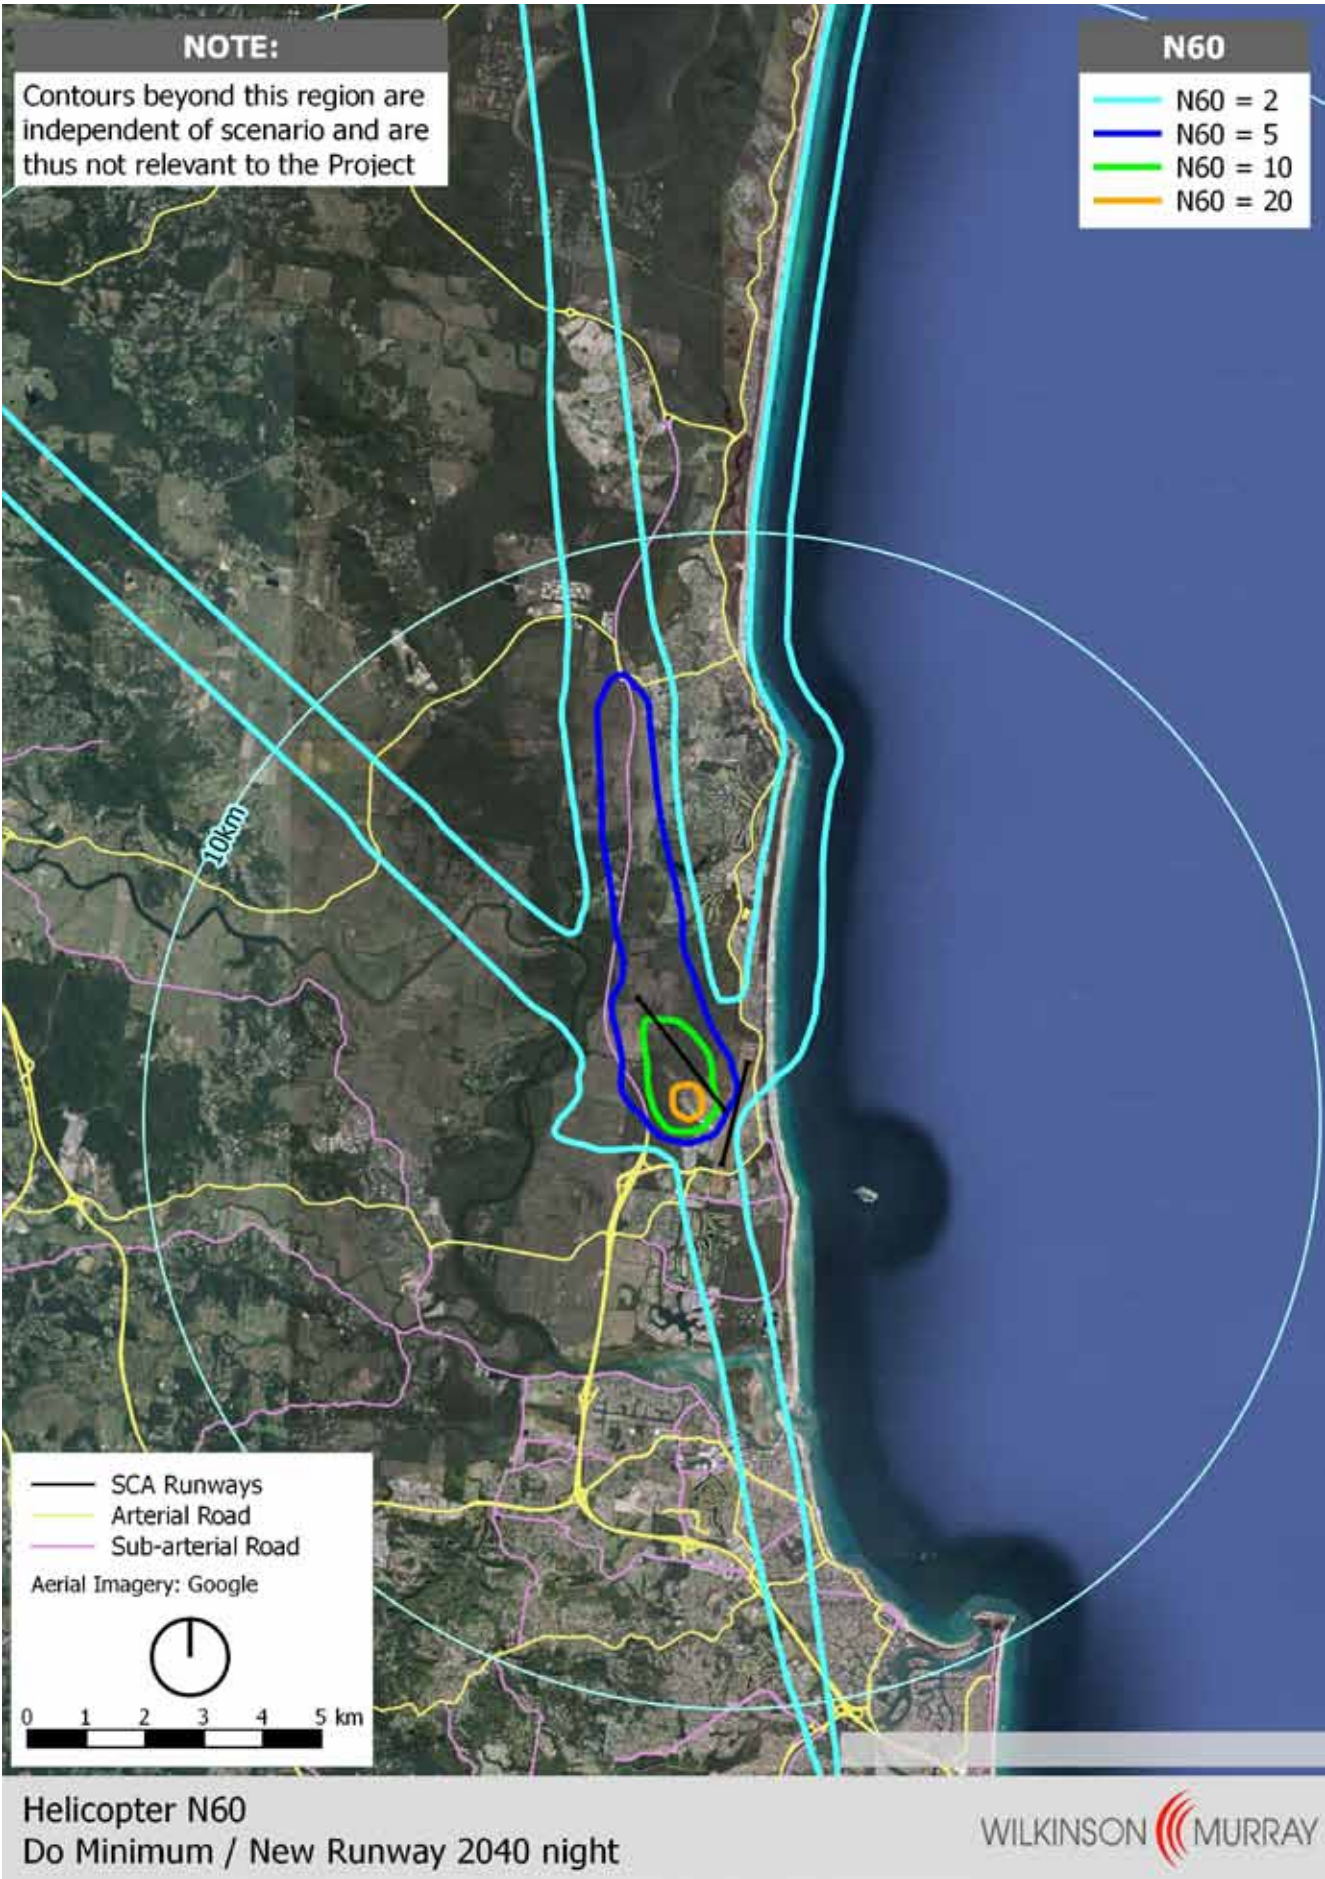 NOTE:
Contours beyond this region are
independent of scenario and are
thus not relevant to the Project
N60
N60 = 2
N60 = 5
N60 = 10
N60 = 20
10km
SCA Runways
Arterial Road
Sub-arterial Road
Aerial Imagery: Google
0 1 2 3 4 5 km
Helicopter N60
Do Minimum / New Runway 2040 night
WILKINSON MURRAY